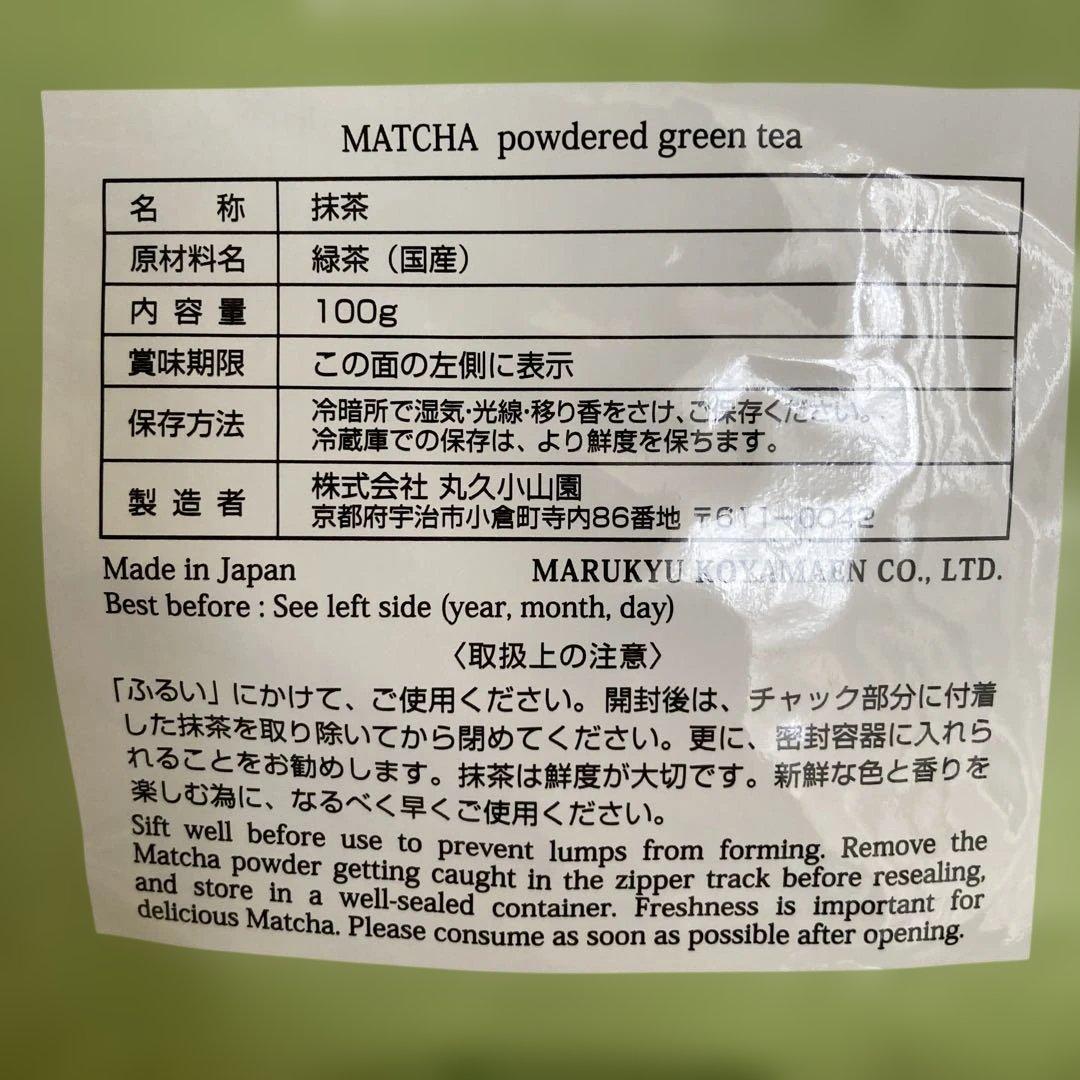 MATCHA powdered green tea
名 称 抹茶
原材料名 緑茶（国産）
内容量 100g
賞味期限 この面の左側に表示
保存方法 冷暗所で湿気・光線・移り香をさけ、ご保存ください。
冷蔵庫での保存は、より鮮度を保ちます。
製造者 株式会社 丸久小山園
京都府宇治市小倉町寺内86番地 〒611-0042
Made in Japan MARUKYU KOYAMAEN CO., LTD.
Best before : See left side (year, month, day)
〈取扱上の注意〉
「ふるい」にかけて、ご使用ください。開封後は、チャック部分に付着
した抹茶を取り除いてから閉めてください。更に、密封容器に入れら
れることをお勧めします。抹茶は鮮度が大切です。新鮮な色と香りを
楽しむ為に、なるべく早くご使用ください。
Sift well before use to prevent lumps from forming. Remove the
Matcha powder getting caught in the zipper track before resealing,
and store in a well-sealed container. Freshness is important for
delicious Matcha. Please consume as soon as possible after opening.